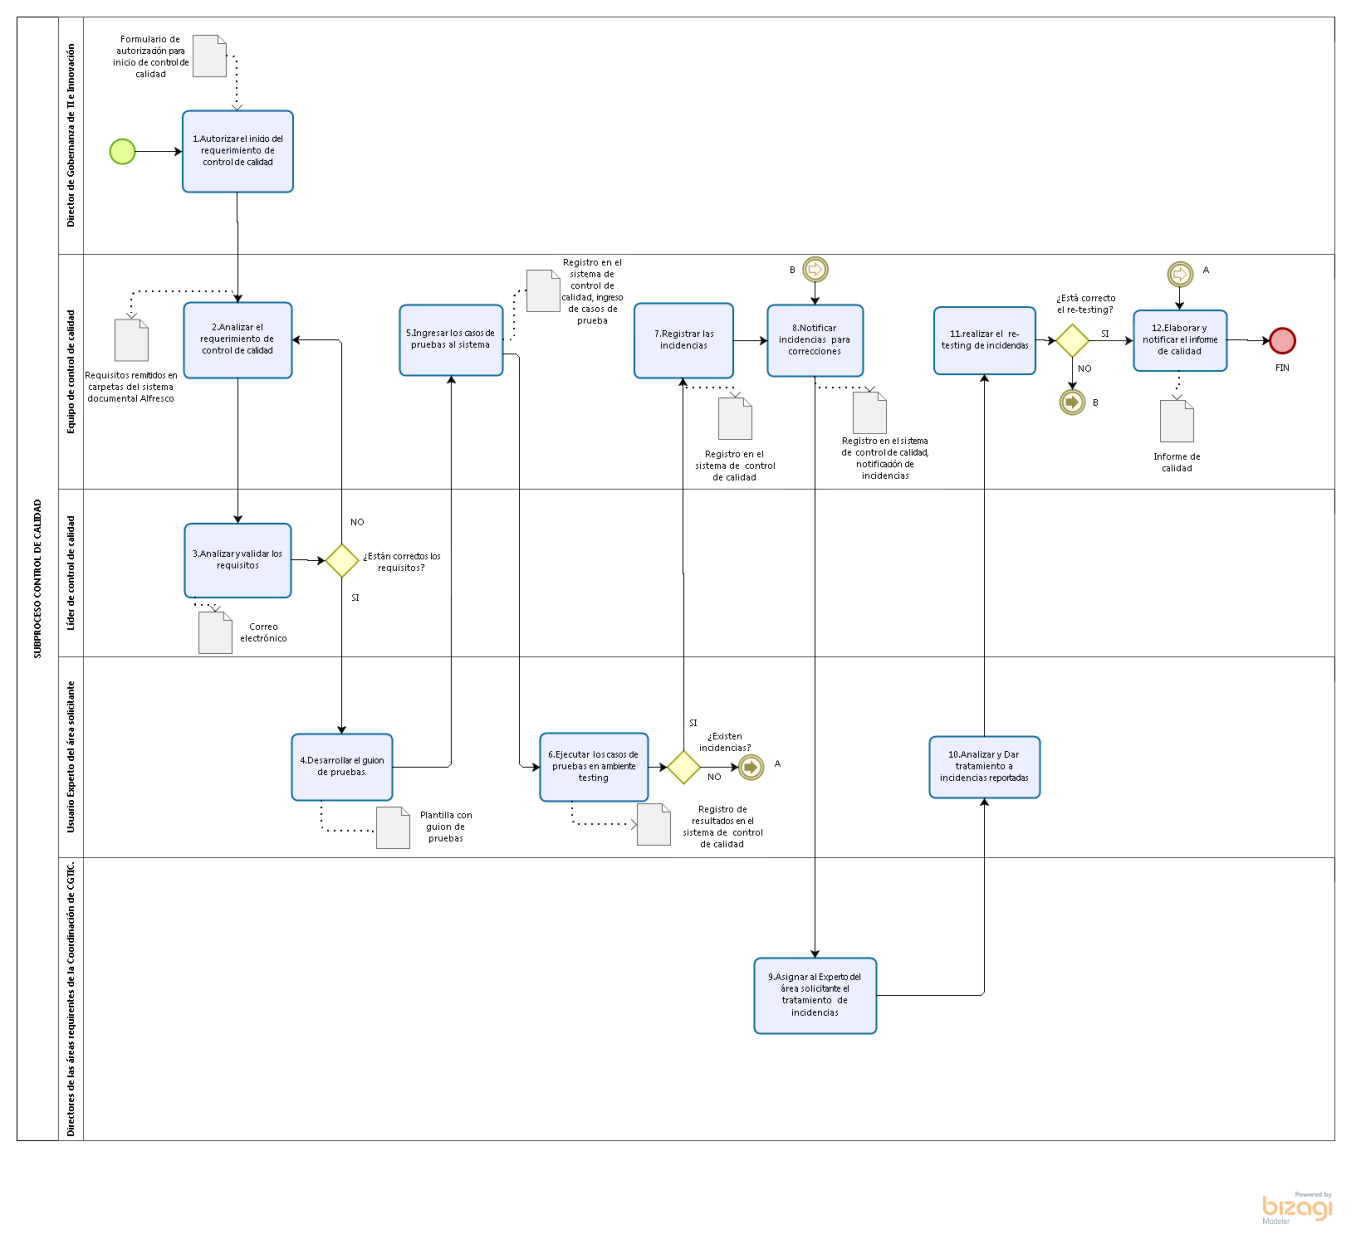 SUBPROCESO CONTROL DE CALIDAD
Director de Gobernanza de TI e Innovación
Formulario de
autorización para
inicio de control de
calidad
1.Autorizar el inicio del
requerimiento de
control de calidad
Equipo de control de calidad
2.Analizar el
requerimiento de
control de calidad
Requisitos remitidos en
carpetas del sistema
documental Alfresco
5.Ingresar los casos de
pruebas al sistema
Registro en el
sistema de
control de
calidad, ingreso
de casos de
prueba
7.Registrar las
incidencias
Registro en el
sistema de control
de calidad
B
8.Notificar
incidencias para
correcciones
Registro en el sistema
de control de calidad,
notificación de
incidencias
11.realizar el re-
testing de incidencias
¿Está correcto
el re-testing?
SI
NO
B
A
12.Elaborar y
notificar el informe
de calidad
Informe de
calidad
FIN
Líder de control de calidad
3.Analizar y validar los
requisitos
Correo
electrónico
NO
¿Están correctos los
requisitos?
SI
Usuario Experto del área solicitante
4.Desarrollar el guion
de pruebas
Plantilla con
guion de
pruebas
6.Ejecutar los casos de
pruebas en ambiente
testing
Registro de
resultados en el
sistema de control
de calidad
SI
¿Existen
incidencias?
NO
A
10.Analizar y Dar
tratamiento a
incidencias reportadas
Directores de las áreas requirentes de la Coordinación de CGTIC.
9.Asignar al Experto del
área solicitante el
tratamiento de
incidencias
Powered by
bizagi
Modeler